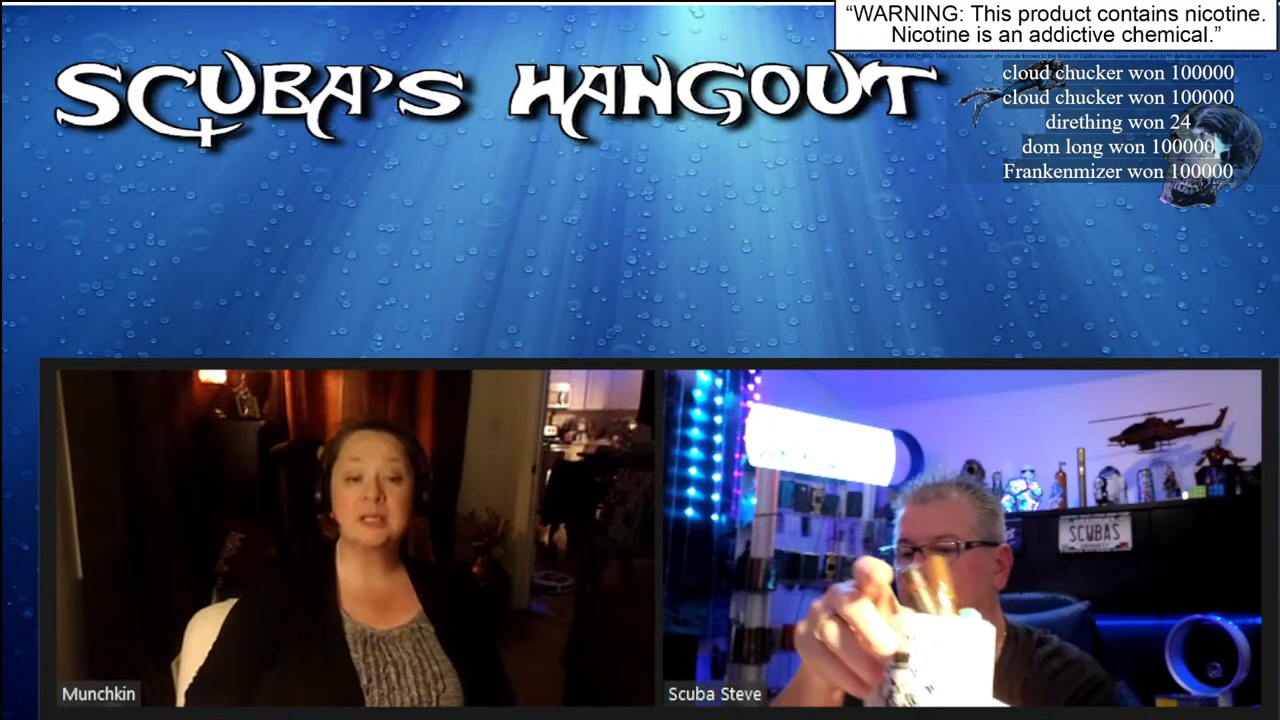 “WARNING: This product contains nicotine.
Nicotine is an addictive chemical.”
SCUBA'S HANGOUT
cloud chucker won 100000
cloud chucker won 100000
dirething won 24
dom long won 100000
Frankenmizer won 100000
SCUBAS
Munchkin
Scuba Steve